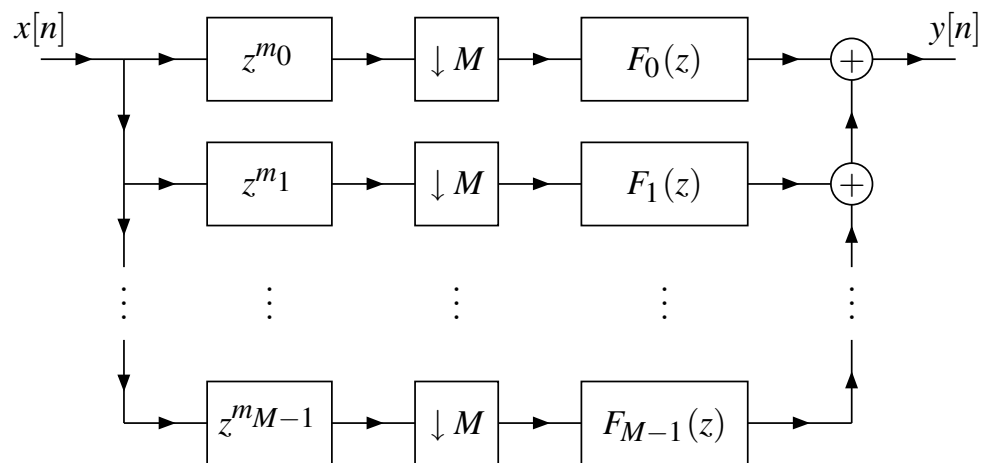 x[n] y[n]
z^{m_0} ↓ M F_0(z) +
z^{m_1} ↓ M F_1(z) +
⋮ ⋮ ⋮ ⋮ ⋮
z^{m_{M−1}} ↓ M F_{M−1}(z)